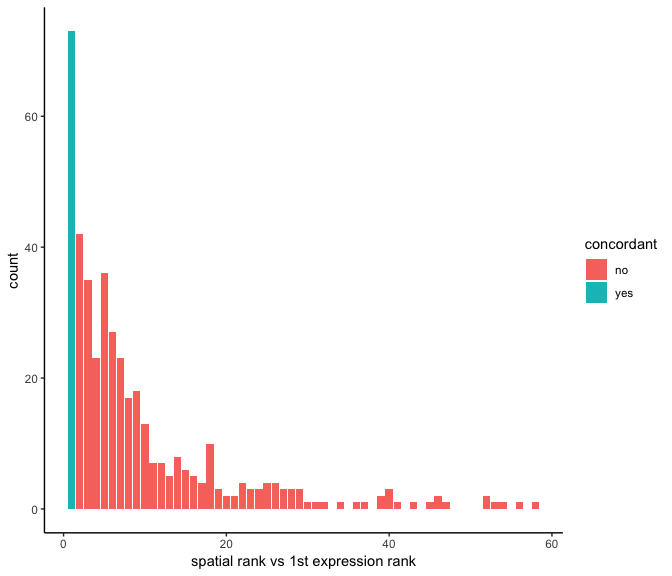 count
60
40
20
0
0 20 40 60
spatial rank vs 1st expression rank
concordant
no
yes